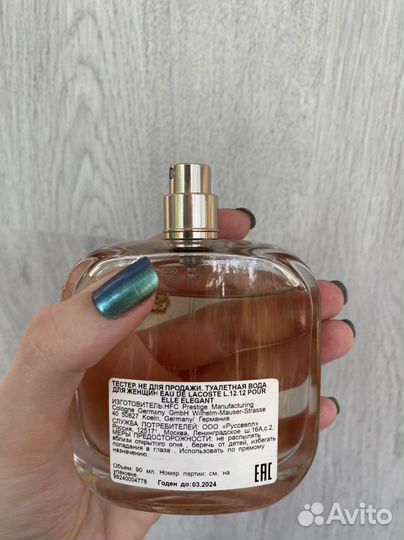 ТЕСТЕР. НЕ ДЛЯ ПРОДАЖИ. ТУАЛЕТНАЯ ВОДА
ДЛЯ ЖЕНЩИН: EAU DE LACOSTE L.12.12 POUR
ELLE ELEGANT
ИЗГОТОВИТЕЛЬ:HFC Prestige Manufacturing
Cologne Germany GmbH Wilhelm-Mauser-Strasse
40 50827 Koeln, Germany/ Германия
СЛУЖБА ПОТРЕБИТЕЛЕЙ: ООО «Руссвелл»
Россия, 12517, Москва, Ленинградское ш.16А.с.2.
МЕРЫ ПРЕДОСТОРОЖНОСТИ: не распылять
вблизи открытого огня , беречь от детей, избегать
попадания в глаза . Использовать по прямому
назначению.
Объем: 90 мл. Номер партии: см. на
упаковке.
99240004778 Годен до:03.2024
EAC
Avito